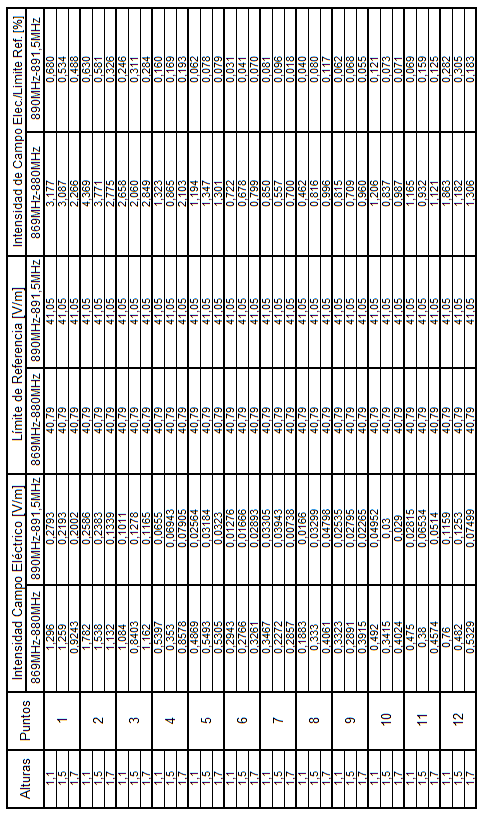 Alturas Puntos Intensidad Campo Eléctrico [V/m] Límite de Referencia [V/m] Intensidad de Campo Elec./Limite Ref. [%]
869MHz-880MHz 890MHz-891,5MHz 869MHz-880MHz 890MHz-891,5MHz 869MHz-880MHz 890MHz-891,5MHz
1,1 1,296 0,2793 40,79 41,05 3,177 0,680
1,5 1 1,259 0,2193 40,79 41,05 3,087 0,534
1,7 0,9243 0,2002 40,79 41,05 2,266 0,488
1,1 1,782 0,2586 40,79 41,05 4,369 0,630
1,5 2 1,538 0,2383 40,79 41,05 3,771 0,581
1,7 1,132 0,1339 40,79 41,05 2,775 0,326
1,1 1,084 0,1011 40,79 41,05 2,658 0,246
1,5 3 0,8403 0,1278 40,79 41,05 2,060 0,311
1,7 1,162 0,1165 40,79 41,05 2,849 0,284
1,1 0,5397 0,0655 40,79 41,05 1,323 0,160
1,5 4 0,353 0,06943 40,79 41,05 0,865 0,169
1,7 0,8578 0,07905 40,79 41,05 2,103 0,193
1,1 0,4869 0,2564 40,79 41,05 1,194 0,062
1,5 5 0,5493 0,03184 40,79 41,05 1,347 0,078
1,7 0,5305 0,0323 40,79 41,05 1,301 0,079
1,1 0,2943 0,01276 40,79 41,05 0,722 0,031
1,5 6 0,2766 0,01666 40,79 41,05 0,678 0,041
1,7 0,3261 0,02893 40,79 41,05 0,799 0,070
1,1 0,3467 0,03305 40,79 41,05 0,850 0,081
1,5 7 0,2272 0,03943 40,79 41,05 0,557 0,096
1,7 0,2857 0,00738 40,79 41,05 0,700 0,018
1,1 0,1883 0,0166 40,79 41,05 0,462 0,040
1,5 8 0,333 0,03299 40,79 41,05 0,816 0,080
1,7 0,4061 0,04798 40,79 41,05 0,996 0,117
1,1 0,3323 0,02535 40,79 41,05 0,815 0,062
1,5 9 0,2891 0,02795 40,79 41,05 0,709 0,068
1,7 0,3915 0,02265 40,79 41,05 0,960 0,055
1,1 0,492 0,04952 40,79 41,05 1,206 0,121
1,5 10 0,3415 0,03 40,79 41,05 0,837 0,073
1,7 0,4024 0,029 40,79 41,05 0,987 0,071
1,1 0,475 0,02815 40,79 41,05 1,165 0,069
1,5 11 0,38 0,06534 40,79 41,05 0,932 0,159
1,7 0,4574 0,0514 40,79 41,05 1,121 0,125
1,1 0,76 0,1159 40,79 41,05 1,863 0,282
1,5 12 0,482 0,1253 40,79 41,05 1,182 0,305
1,7 0,5329 0,07499 40,79 41,05 1,306 0,183